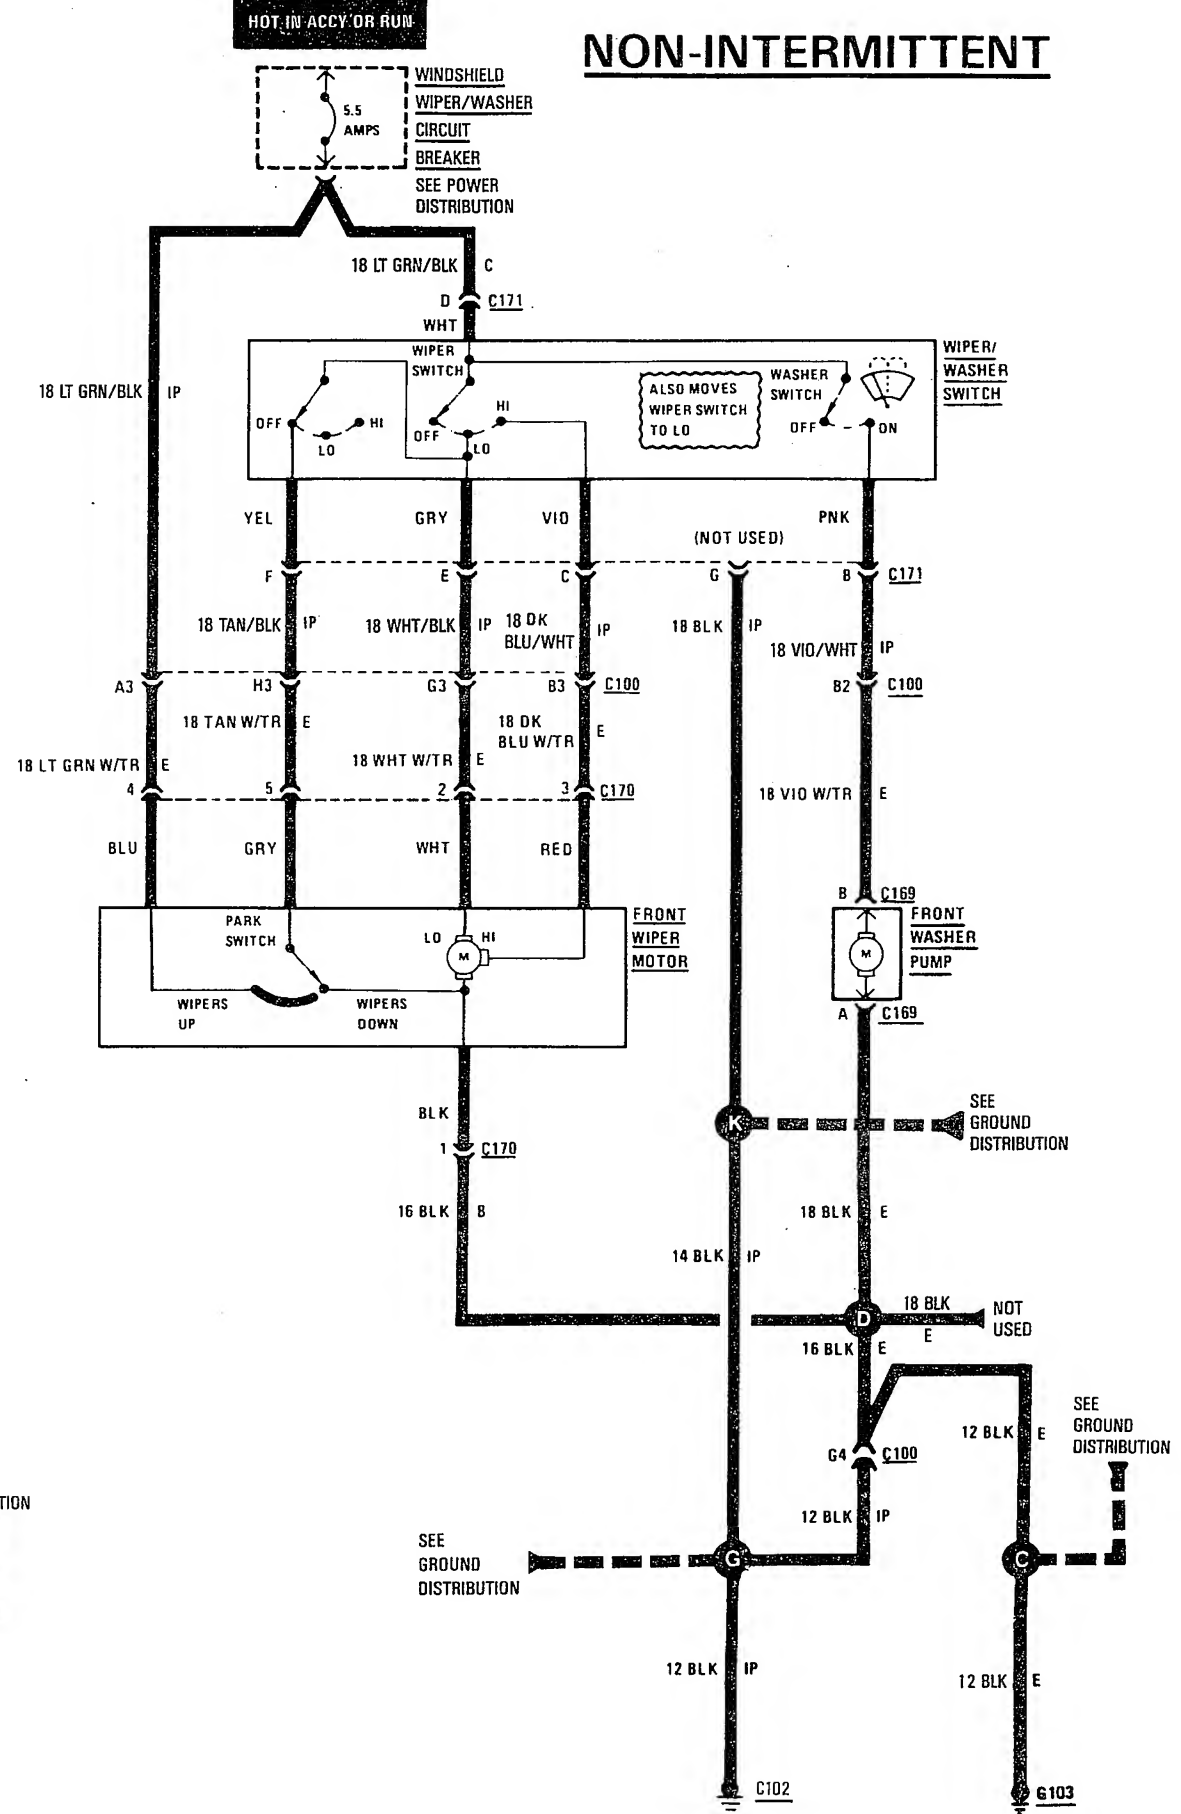 HOT IN ACCY OR RUN
NON-INTERMITTENT
WINDSHIELD
WIPER/WASHER
CIRCUIT
BREAKER
SEE POWER
DISTRIBUTION
5.5
AMPS
18 LT GRN/BLK
C
D
C171
WHT
18 LT GRN/BLK
IP
WIPER
SWITCH
WIPER/
WASHER
SWITCH
ALSO MOVES
WIPER SWITCH
TO LO
WASHER
SWITCH
OFF
LO
HI
OFF
LO
HI
OFF
ON
YEL
GRY
VIO
(NOT USED)
PNK
F
E
C
G
B
C171
18 TAN/BLK
IP
18 WHT/BLK
IP
18 DK
BLU/WHT
IP
18 BLK
IP
18 VIO/WHT
IP
A3
H3
G3
B3
C100
B2
C100
18 TAN W/TR
E
18 DK
BLU W/TR
E
18 LT GRN W/TR
E
18 WHT W/TR
E
4
5
2
3
C170
18 VIO W/TR
E
BLU
GRY
WHT
RED
B
C169
PARK
SWITCH
LO
HI
M
FRONT
WIPER
MOTOR
M
FRONT
WASHER
PUMP
WIPERS
UP
WIPERS
DOWN
A
C169
BLK
K
SEE
GROUND
DISTRIBUTION
1
C170
16 BLK
B
18 BLK
E
14 BLK
IP
D
18 BLK
E
NOT
USED
16 BLK
E
12 BLK
E
SEE
GROUND
DISTRIBUTION
G4
C100
TION
12 BLK
IP
SEE
GROUND
DISTRIBUTION
G
C
12 BLK
IP
12 BLK
E
C102
G103